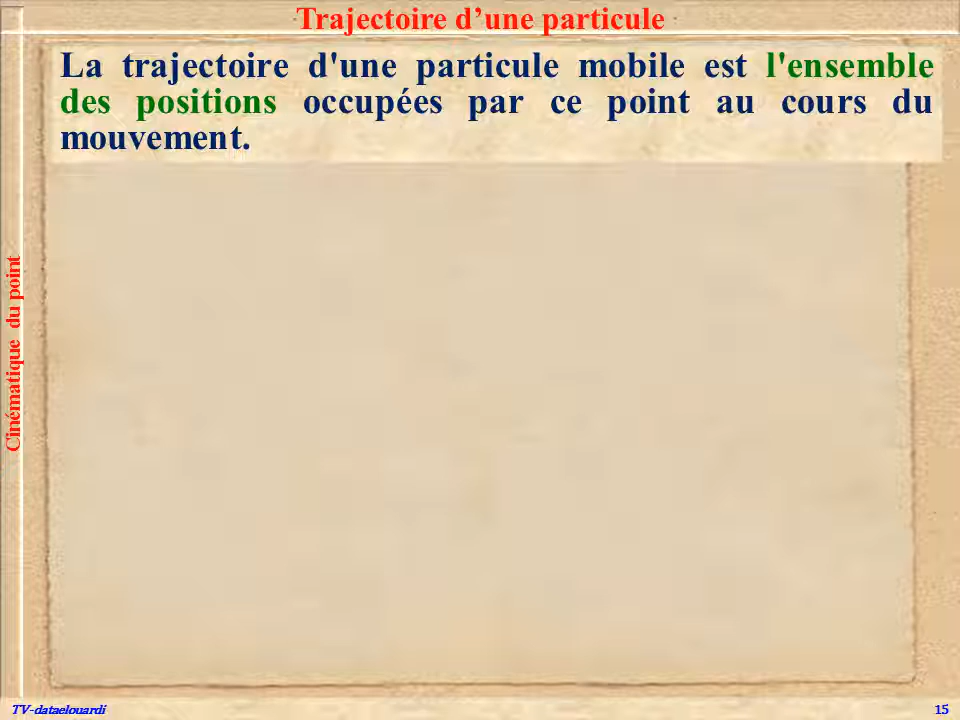 Trajectoire d’une particule
La trajectoire d'une particule mobile est l'ensemble
des positions occupées par ce point au cours du
mouvement.
Cinématique du point
TV-dataelouardi
15